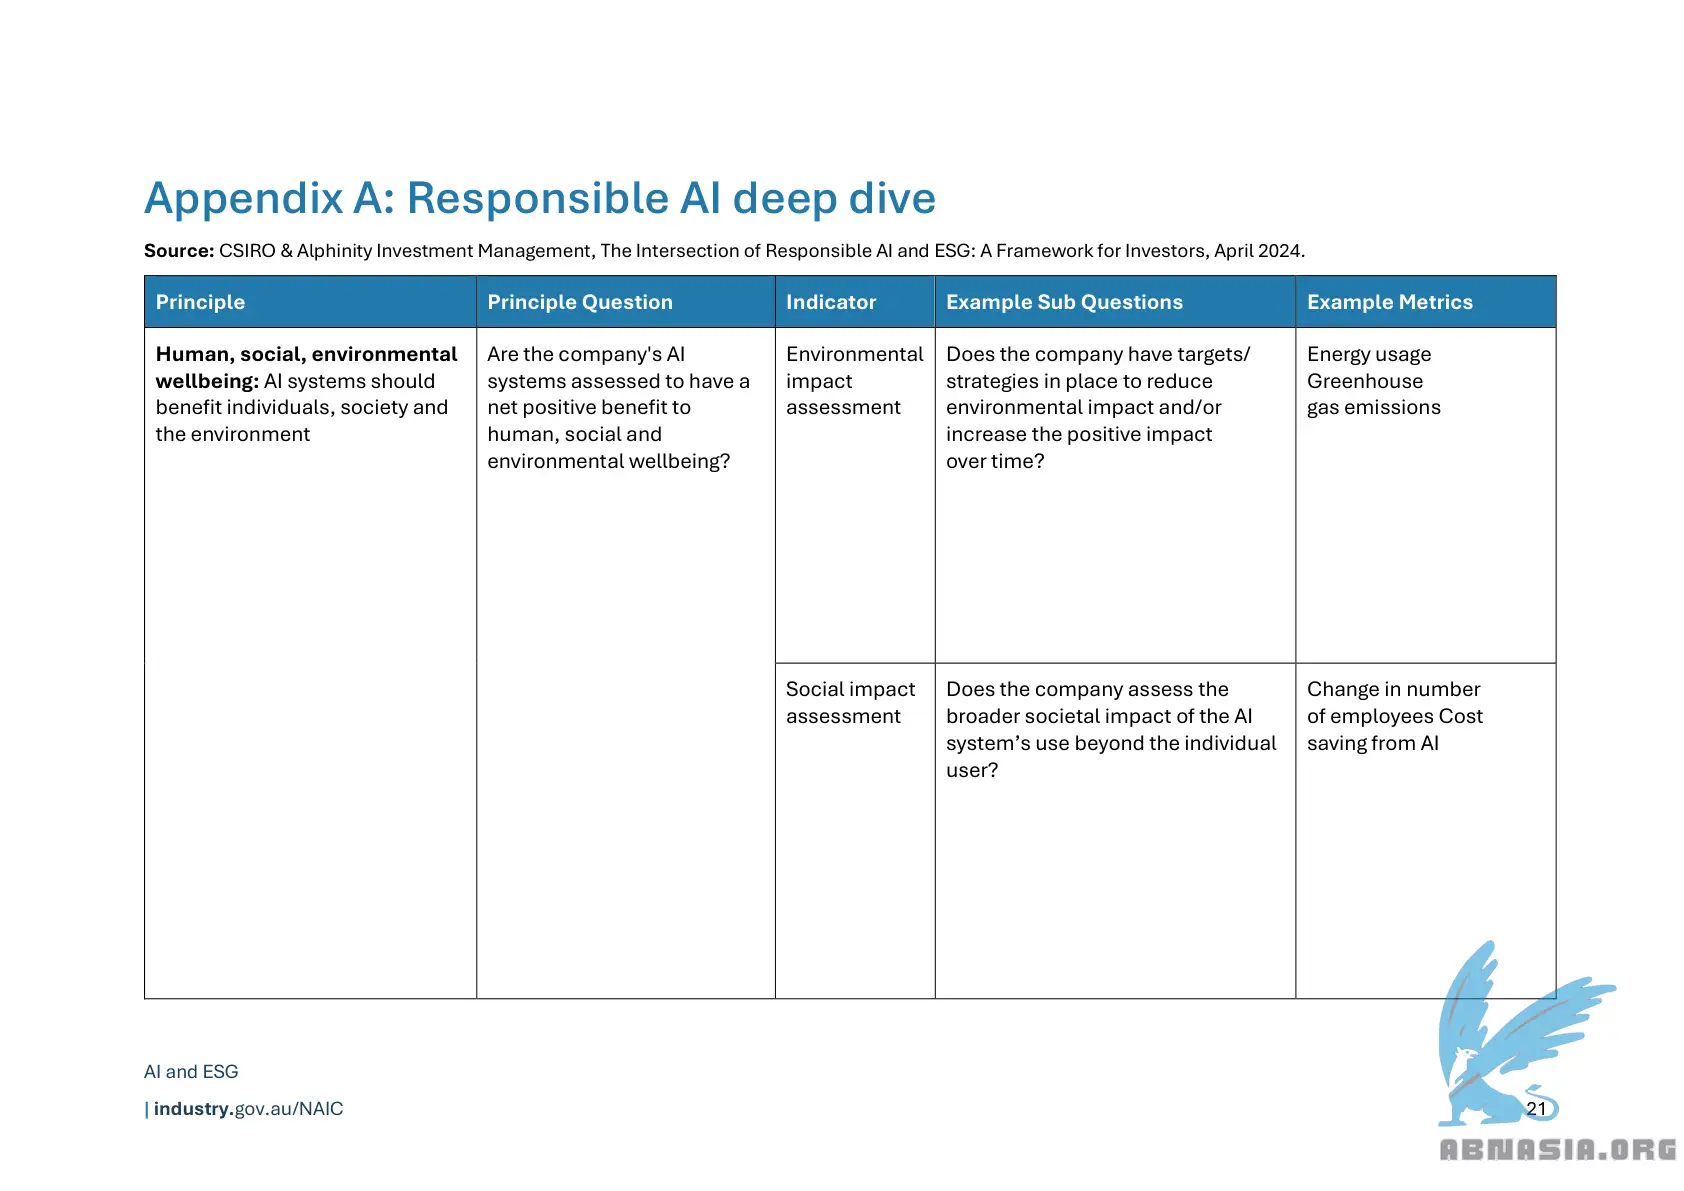 Appendix A: Responsible AI deep dive
Source: CSIRO & Alphinity Investment Management, The Intersection of Responsible AI and ESG: A Framework for Investors, April 2024.
Principle
Principle Question
Indicator
Example Sub Questions
Example Metrics
Human, social, environmental
wellbeing: AI systems should
benefit individuals, society and
the environment
Are the company's AI
systems assessed to have a
net positive benefit to
human, social and
environmental wellbeing?
Environmental
impact
assessment
Does the company have targets/
strategies in place to reduce
environmental impact and/or
increase the positive impact
over time?
Energy usage
Greenhouse
gas emissions
Social impact
assessment
Does the company assess the
broader societal impact of the AI
system’s use beyond the individual
user?
Change in number
of employees Cost
saving from AI
AI and ESG
| industry.gov.au/NAIC
21
ABNASIA.ORG